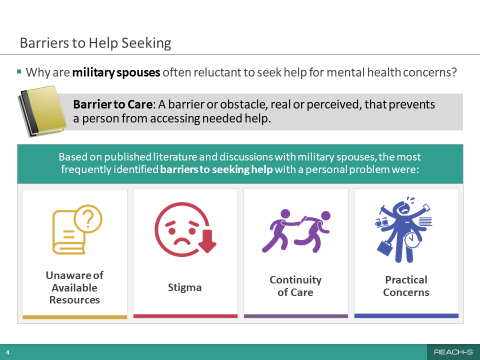 Barriers to Help Seeking
Why are military spouses often reluctant to seek help for mental health concerns?
Barrier to Care: A barrier or obstacle, real or perceived, that prevents
a person from accessing needed help.
Based on published literature and discussions with military spouses, the most
frequently identified barriers to seeking help with a personal problem were:
?
Unaware of
Available
Resources
Stigma
Continuity
of Care
Practical
Concerns
4
REACH-S